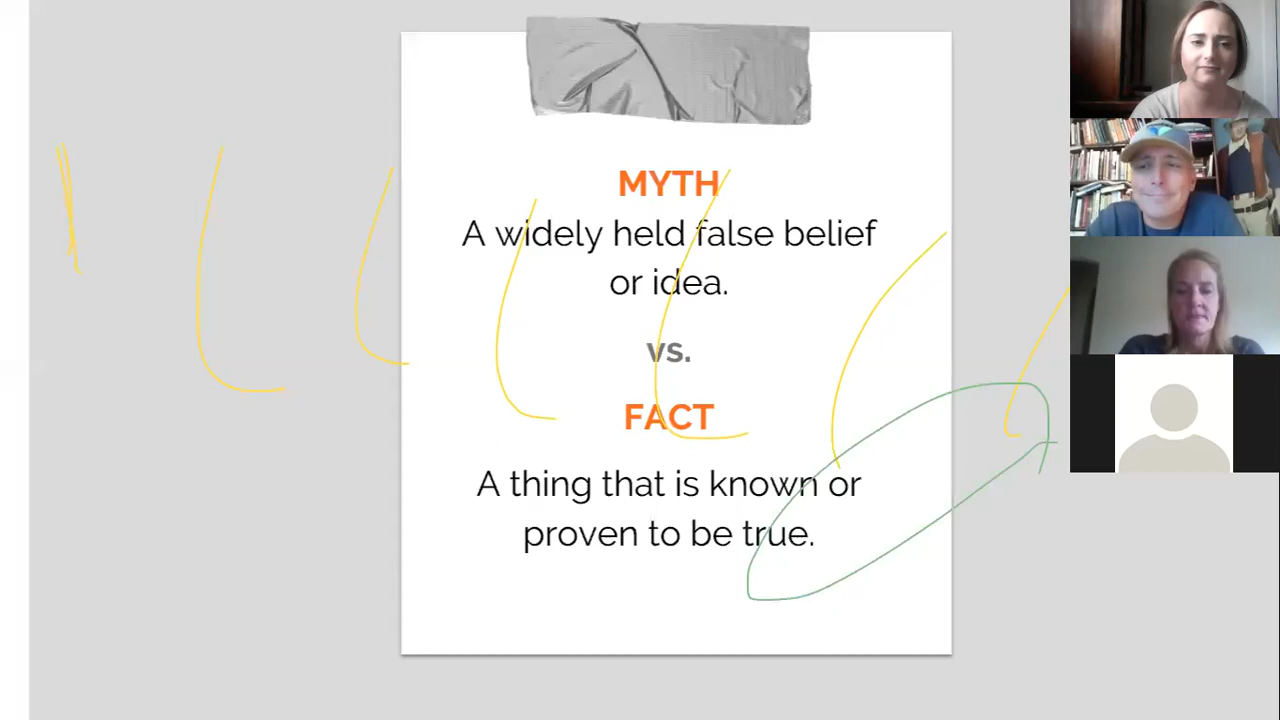 MYTH
A widely held false belief
or idea.
vs.
FACT
A thing that is known or
proven to be true.